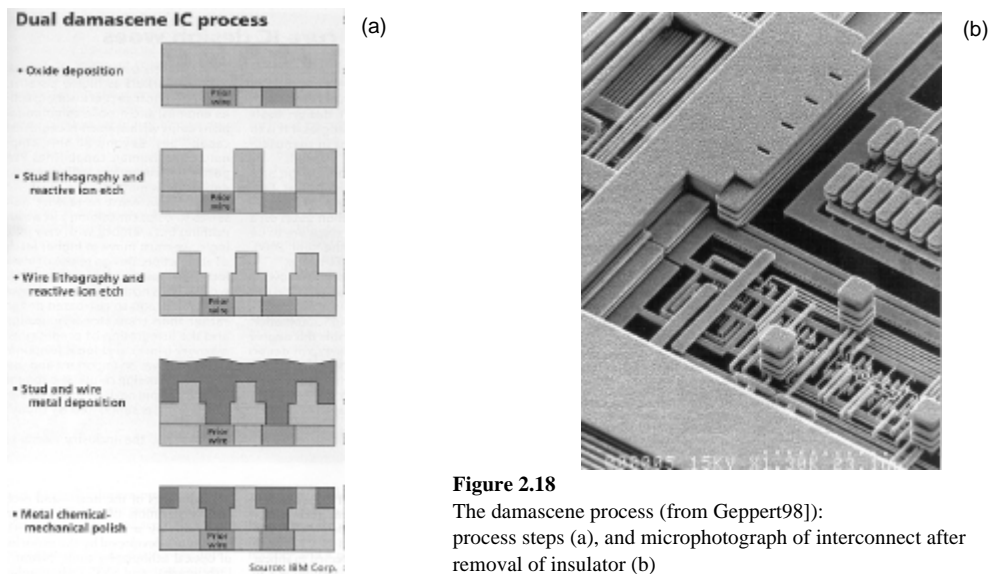 Dual damascene IC process
(a)
• Oxide deposition
Prior
wire
• Stud lithography and
reactive ion etch
Prior
wire
• Wire lithography and
reactive ion etch
Prior
wire
• Stud and wire
metal deposition
Prior
wire
• Metal chemical-
mechanical polish
Prior
wire
Source: IBM Corp.
(b)
15KV
Figure 2.18
The damascene process (from Geppert98]):
process steps (a), and microphotograph of interconnect after
removal of insulator (b)